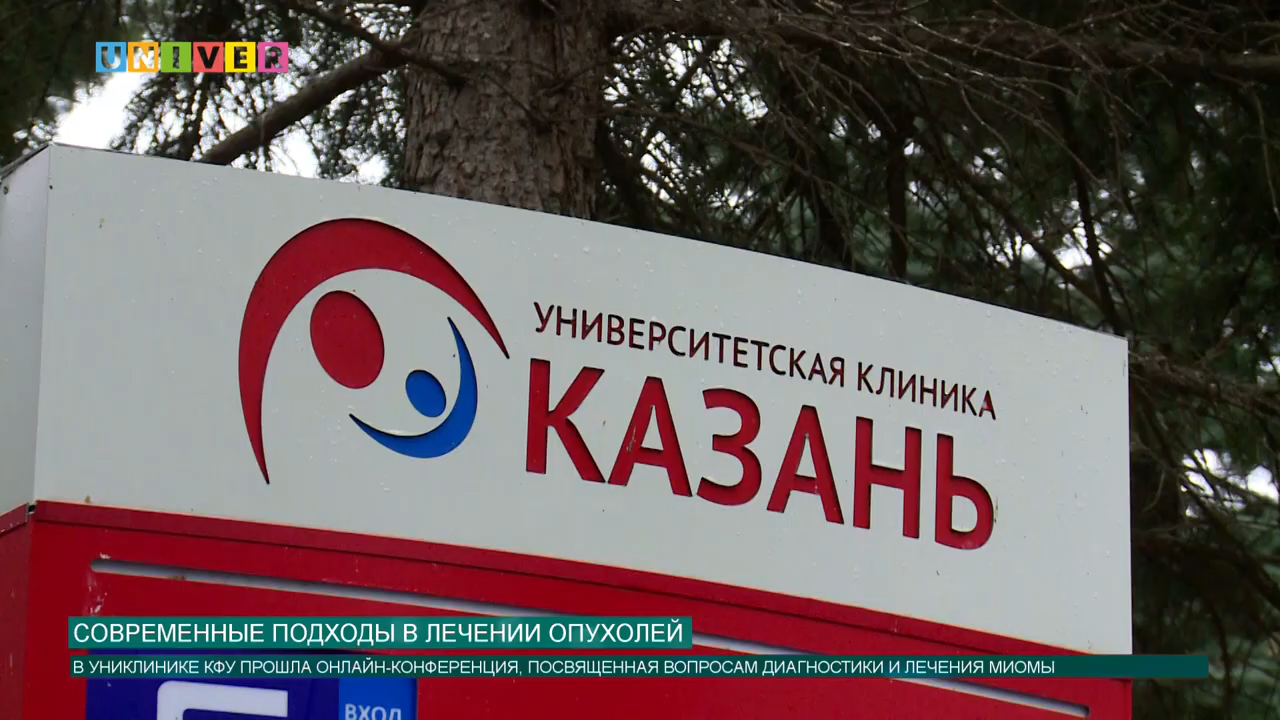 UNIVER
УНИВЕРСИТЕТСКАЯ КЛИНИКА
КАЗАНЬ
СОВРЕМЕННЫЕ ПОДХОДЫ В ЛЕЧЕНИИ ОПУХОЛЕЙ
В УНИКЛИНИКЕ КФУ ПРОШЛА ОНЛАЙН-КОНФЕРЕНЦИЯ, ПОСВЯЩЕННАЯ ВОПРОСАМ ДИАГНОСТИКИ И ЛЕЧЕНИЯ МИОМЫ
ВХОД